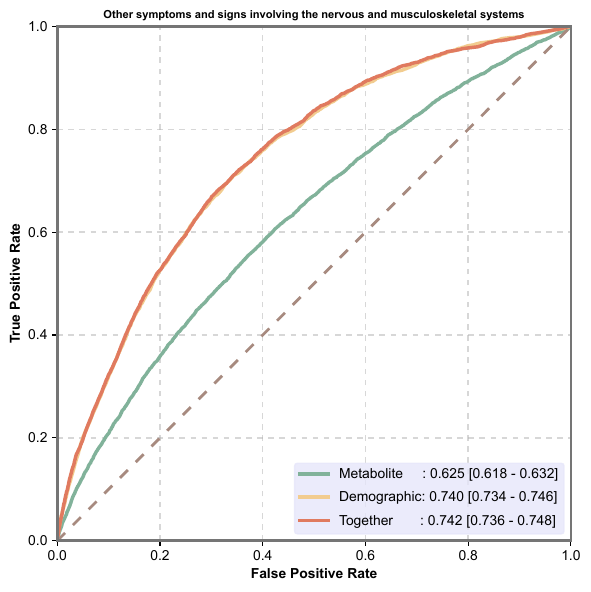 Other symptoms and signs involving the nervous and musculoskeletal systems
1.0
0.8
0.6
0.4
0.2
0.0
True Positive Rate
Metabolite : 0.625 [0.618 - 0.632]
Demographic: 0.740 [0.734 - 0.746]
Together : 0.742 [0.736 - 0.748]
0.0 0.2 0.4 0.6 0.8 1.0
False Positive Rate